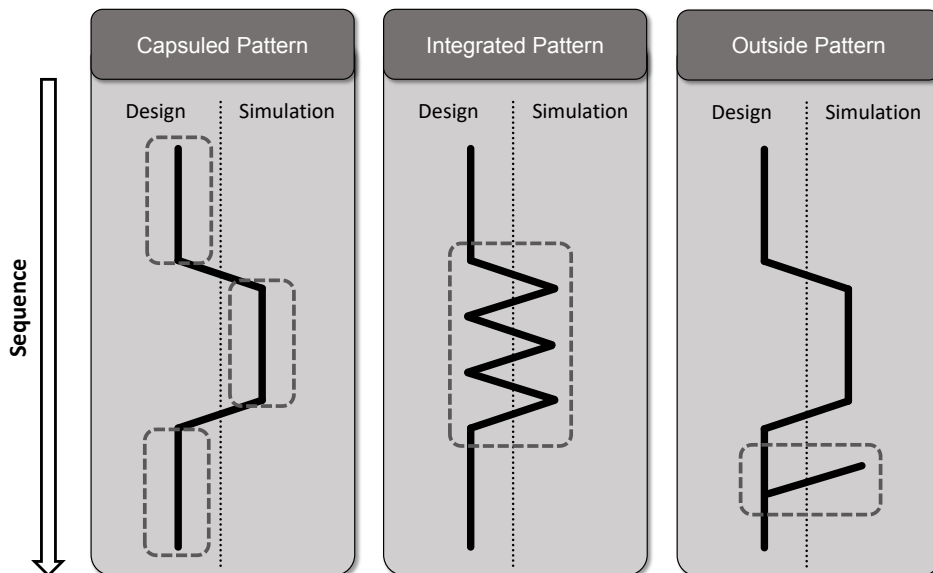 Capsuled Pattern
Integrated Pattern
Outside Pattern
Design
Simulation
Design
Simulation
Design
Simulation
Sequence